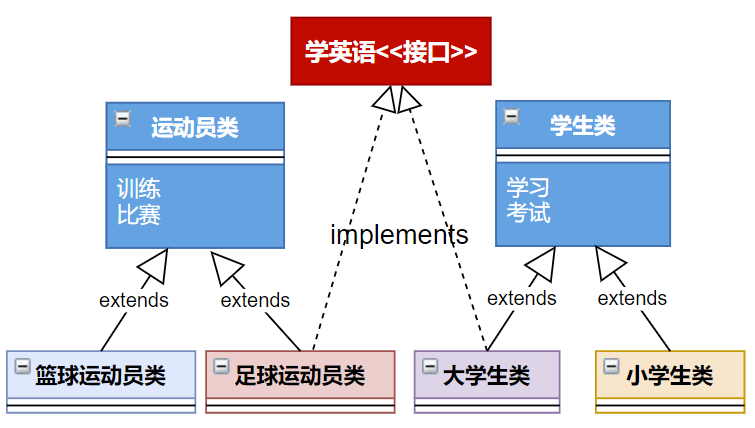 学英语<<接口>>
运动员类
学生类
训练
比赛
学习
考试
implements
extends
extends
extends
extends
篮球运动员类
足球运动员类
大学生类
小学生类